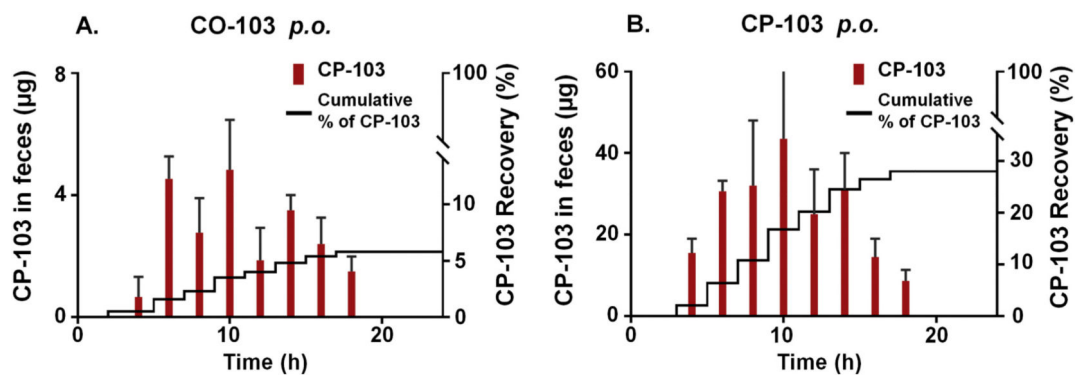 A. CO-103 p.o.
CP-103
Cumulative
% of CP-103
CP-103 in feces (µg)
8
4
0
100
10
5
0
CP-103 Recovery (%)
0 10 20
Time (h)
B. CP-103 p.o.
CP-103
Cumulative
% of CP-103
CP-103 in feces (µg)
60
40
20
0
100
30
20
10
0
CP-103 Recovery (%)
0 10 20
Time (h)